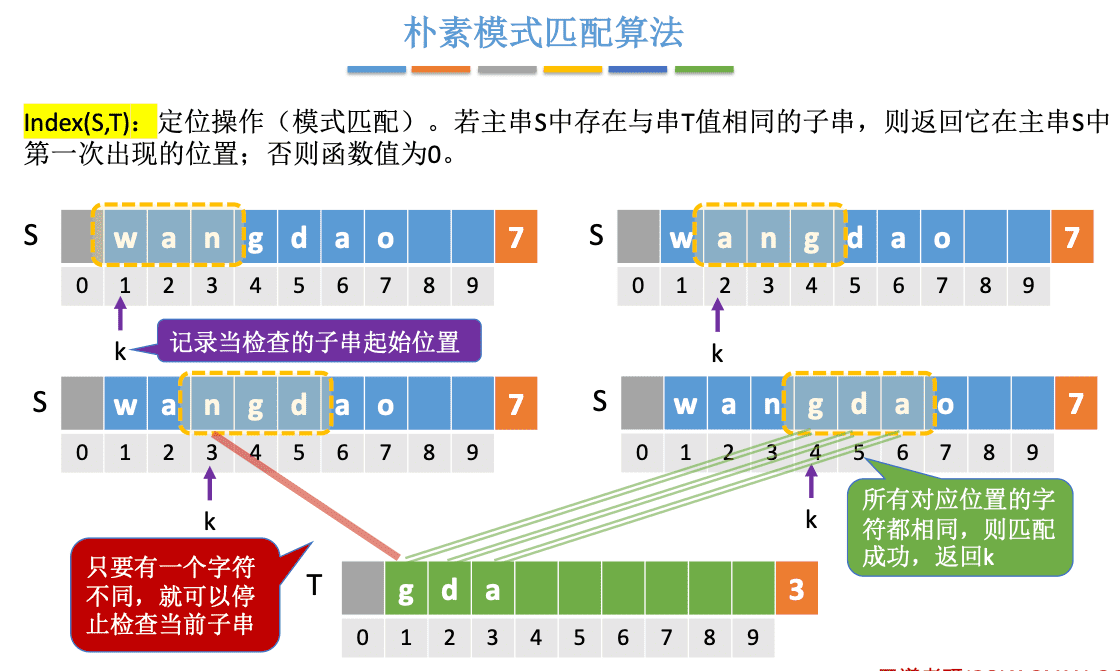 朴素模式匹配算法
Index(S,T)：定位操作（模式匹配）。若主串S中存在与串T值相同的子串，则返回它在主串S中
第一次出现的位置；否则函数值为0。
S w a n g d a o 7
0 1 2 3 4 5 6 7 8 9
k
记录当检查的子串起始位置
S w a n g d a o 7
0 1 2 3 4 5 6 7 8 9
k
S w a n g d a o 7
0 1 2 3 4 5 6 7 8 9
k
S w a n g d a o 7
0 1 2 3 4 5 6 7 8 9
k
所有对应位置的字
符都相同，则匹配
成功，返回k
只要有一个字符
不同，就可以停
止检查当前子串
T g d a 3
0 1 2 3 4 5 6 7 8 9